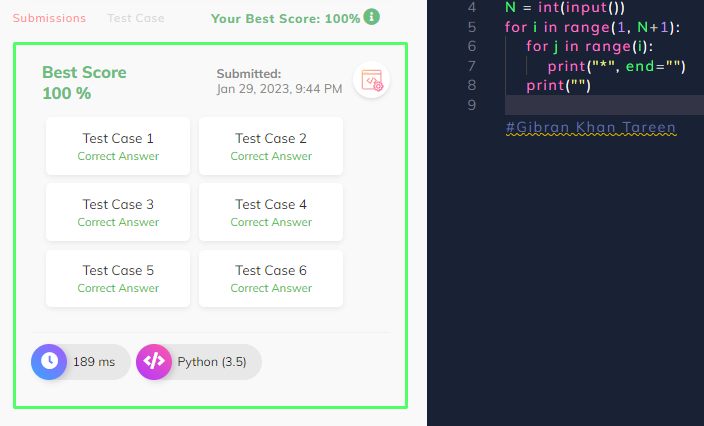 Submissions Test Case Your Best Score: 100%
Best Score
100 %
Submitted:
Jan 29, 2023, 9:44 PM
Test Case 1
Correct Answer
Test Case 2
Correct Answer
Test Case 3
Correct Answer
Test Case 4
Correct Answer
Test Case 5
Correct Answer
Test Case 6
Correct Answer
189 ms
Python (3.5)
4 N = int(input())
5 for i in range(1, N+1):
6 for j in range(i):
7 print("*", end="")
8 print("")
9
#Gibran Khan Tareen